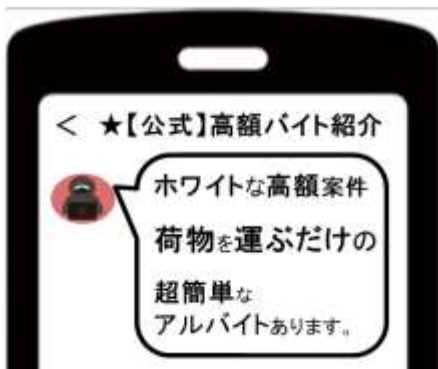 < ★【公式】高額バイト紹介
ホワイトな高額案件
荷物を運ぶだけの
超簡単な
アルバイトあります。